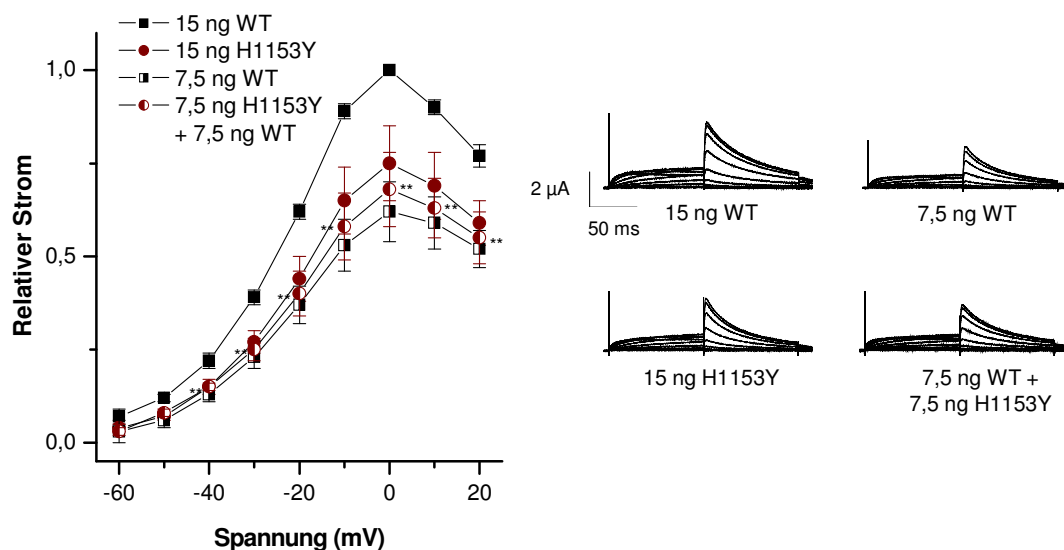 15 ng WT
15 ng H1153Y
7,5 ng WT
7,5 ng H1153Y
+ 7,5 ng WT
1,0
0,5
0,0
Relativer Strom
-60
-40
-20
0
20
Spannung (mV)
**
**
**
**
**
**
**
2 µA
50 ms
15 ng WT
7,5 ng WT
15 ng H1153Y
7,5 ng WT +
7,5 ng H1153Y